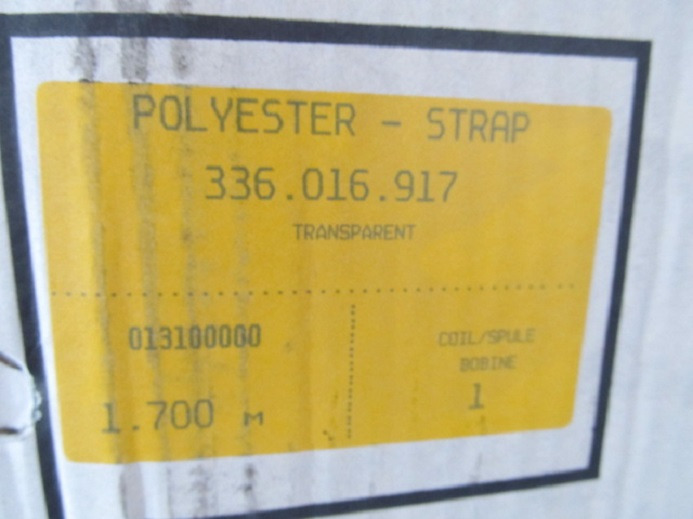 POLYESTER - STRAP
336.016.917
TRANSPARENT
013100000
COIL/SPULE
BOBINE
1.700 M
1